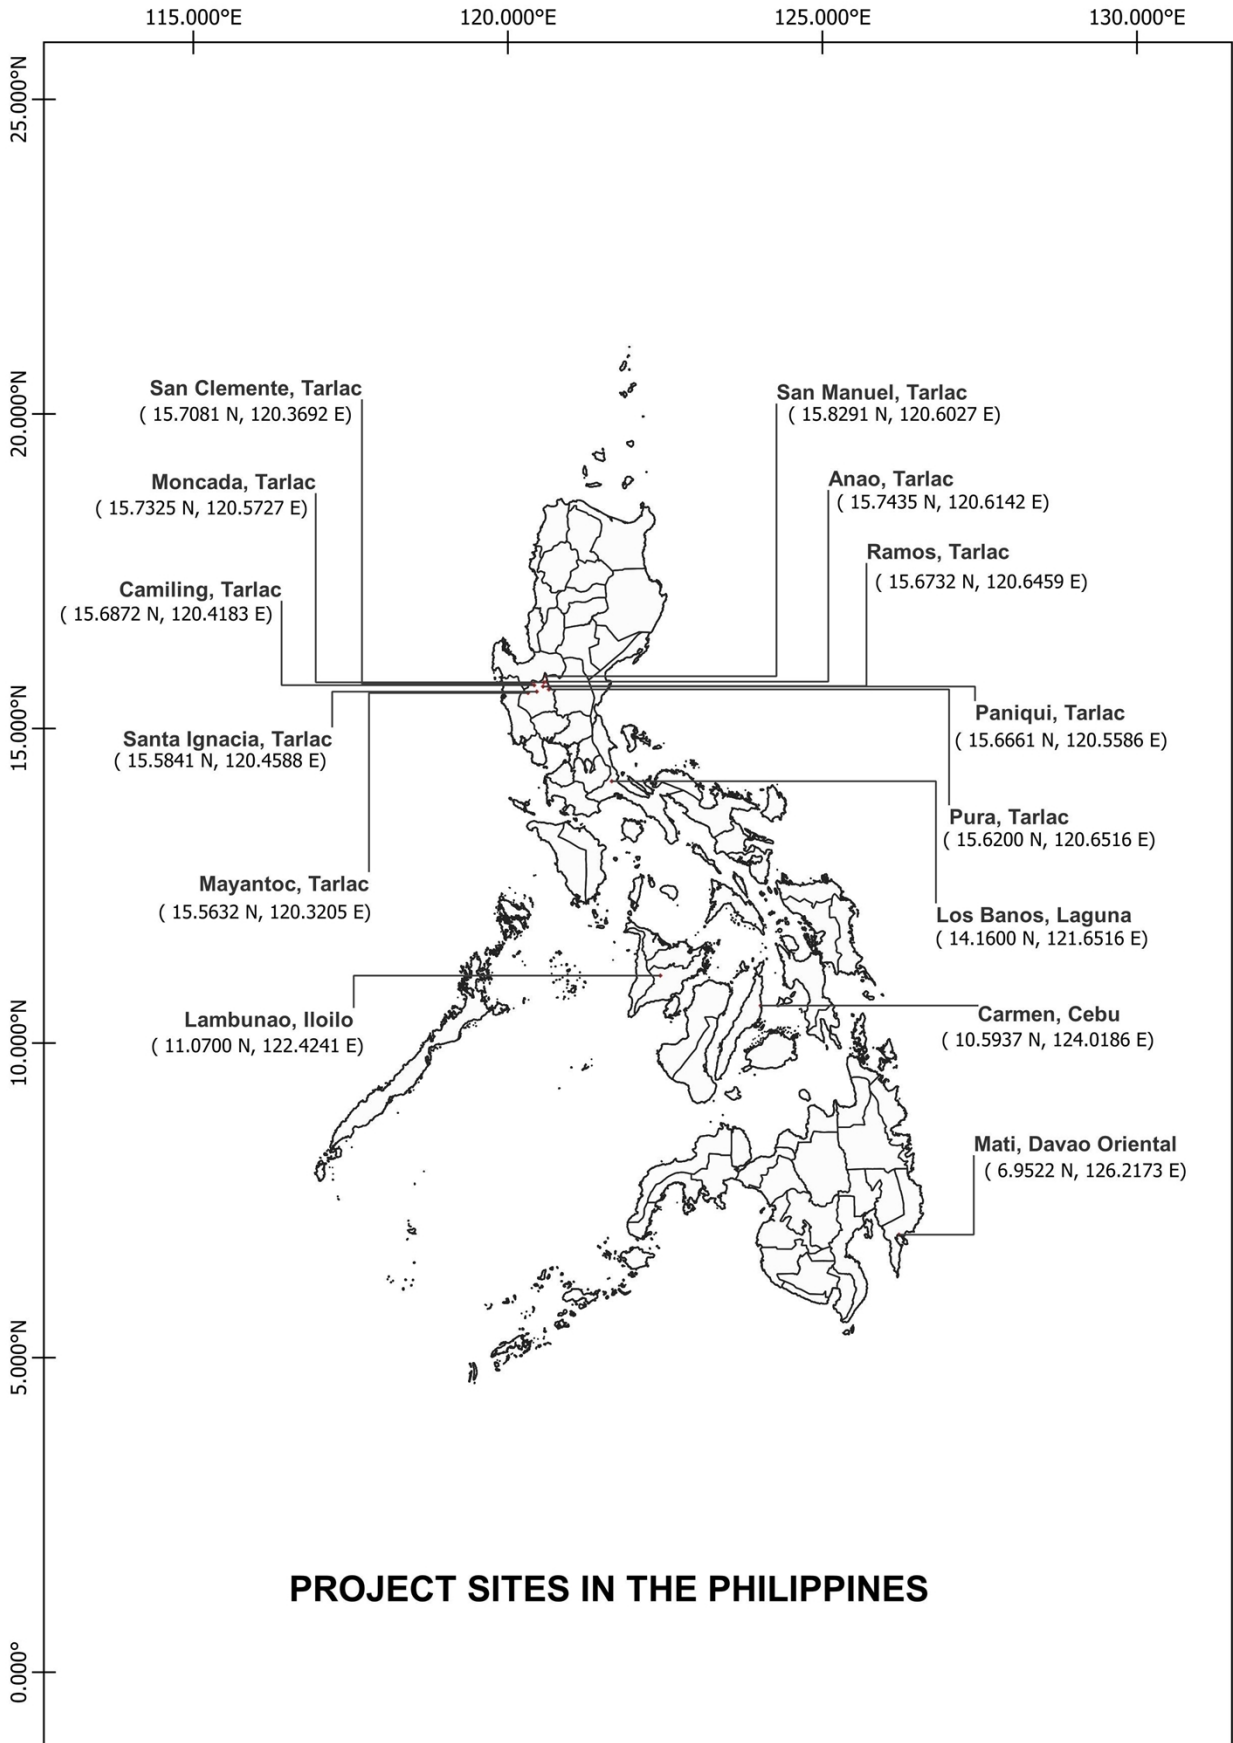 115.000°E 120.000°E 125.000°E 130.000°E
25.000°N
20.000°N
15.000°N
10.000°N
5.000°N
0.000°
San Clemente, Tarlac
( 15.7081 N, 120.3692 E)
San Manuel, Tarlac
( 15.8291 N, 120.6027 E)
Moncada, Tarlac
( 15.7325 N, 120.5727 E)
Anao, Tarlac
( 15.7435 N, 120.6142 E)
Ramos, Tarlac
( 15.6732 N, 120.6459 E)
Camiling, Tarlac
( 15.6872 N, 120.4183 E)
Paniqui, Tarlac
( 15.6661 N, 120.5586 E)
Santa Ignacia, Tarlac
( 15.5841 N, 120.4588 E)
Pura, Tarlac
( 15.6200 N, 120.6516 E)
Mayantoc, Tarlac
( 15.5632 N, 120.3205 E)
Los Banos, Laguna
( 14.1600 N, 121.6516 E)
Lambunao, Iloilo
( 11.0700 N, 122.4241 E)
Carmen, Cebu
( 10.5937 N, 124.0186 E)
Mati, Davao Oriental
( 6.9522 N, 126.2173 E)
PROJECT SITES IN THE PHILIPPINES